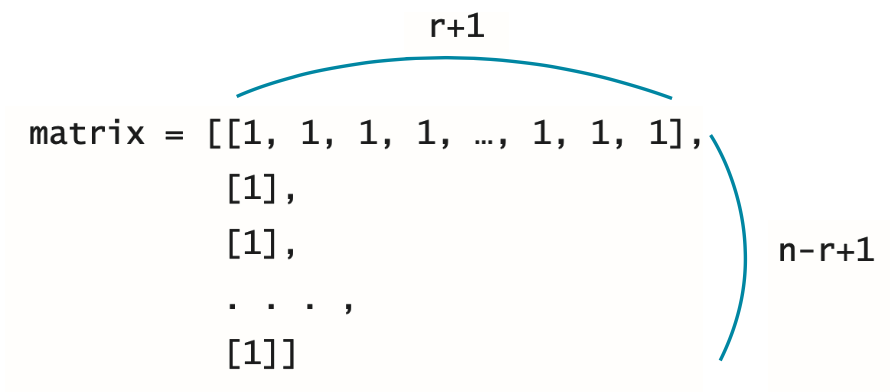 r+1
matrix = [[1, 1, 1, 1, …, 1, 1, 1],
[1],
[1],
n-r+1
. . . ,
[1]]